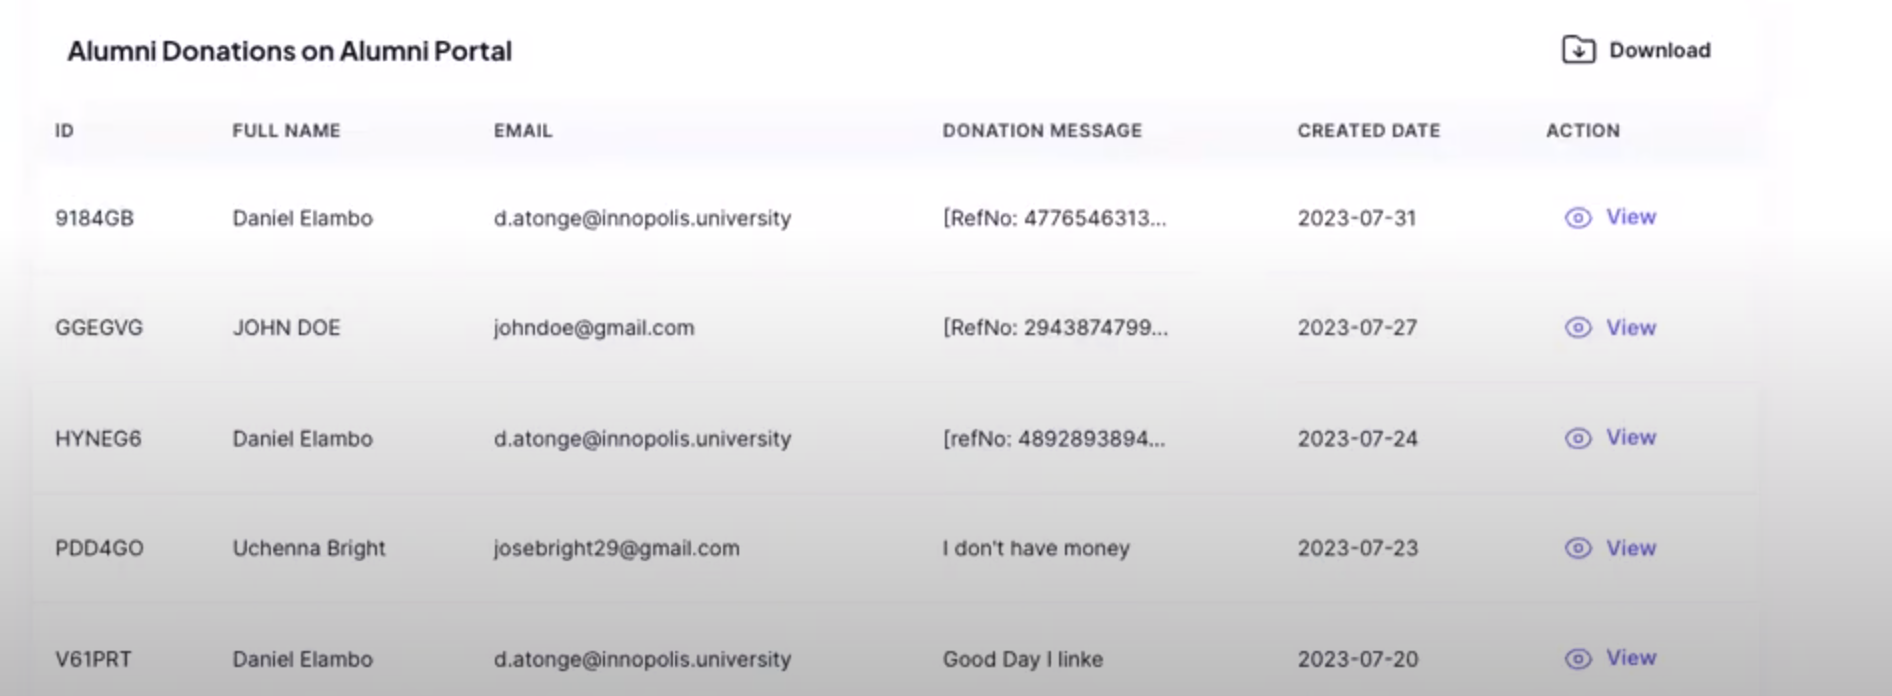 Alumni Donations on Alumni Portal Download
ID FULL NAME EMAIL DONATION MESSAGE CREATED DATE ACTION
9184GB Daniel Elambo d.atonge@innopolis.university [RefNo: 4776546313... 2023-07-31 View
GGEGVG JOHN DOE johndoe@gmail.com [RefNo: 2943874799... 2023-07-27 View
HYNEG6 Daniel Elambo d.atonge@innopolis.university [refNo: 4892893894... 2023-07-24 View
PDD4GO Uchenna Bright josebright29@gmail.com I don't have money 2023-07-23 View
V61PRT Daniel Elambo d.atonge@innopolis.university Good Day I linke 2023-07-20 View